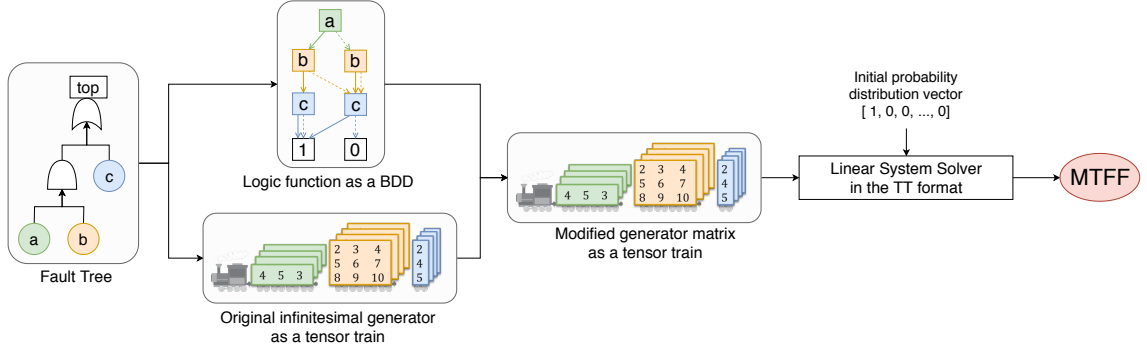 top
c
a
b
Fault Tree
a
b
b
c
c
1
0
Logic function as a BDD
4 5 3
2 3 4
5 6 7
8 9 10
2
4
5
Original infinitesimal generator
as a tensor train
4 5 3
2 3 4
5 6 7
8 9 10
2
4
5
Modified generator matrix
as a tensor train
Initial probability
distribution vector
[ 1, 0, 0, ..., 0]
Linear System Solver
in the TT format
MTFF